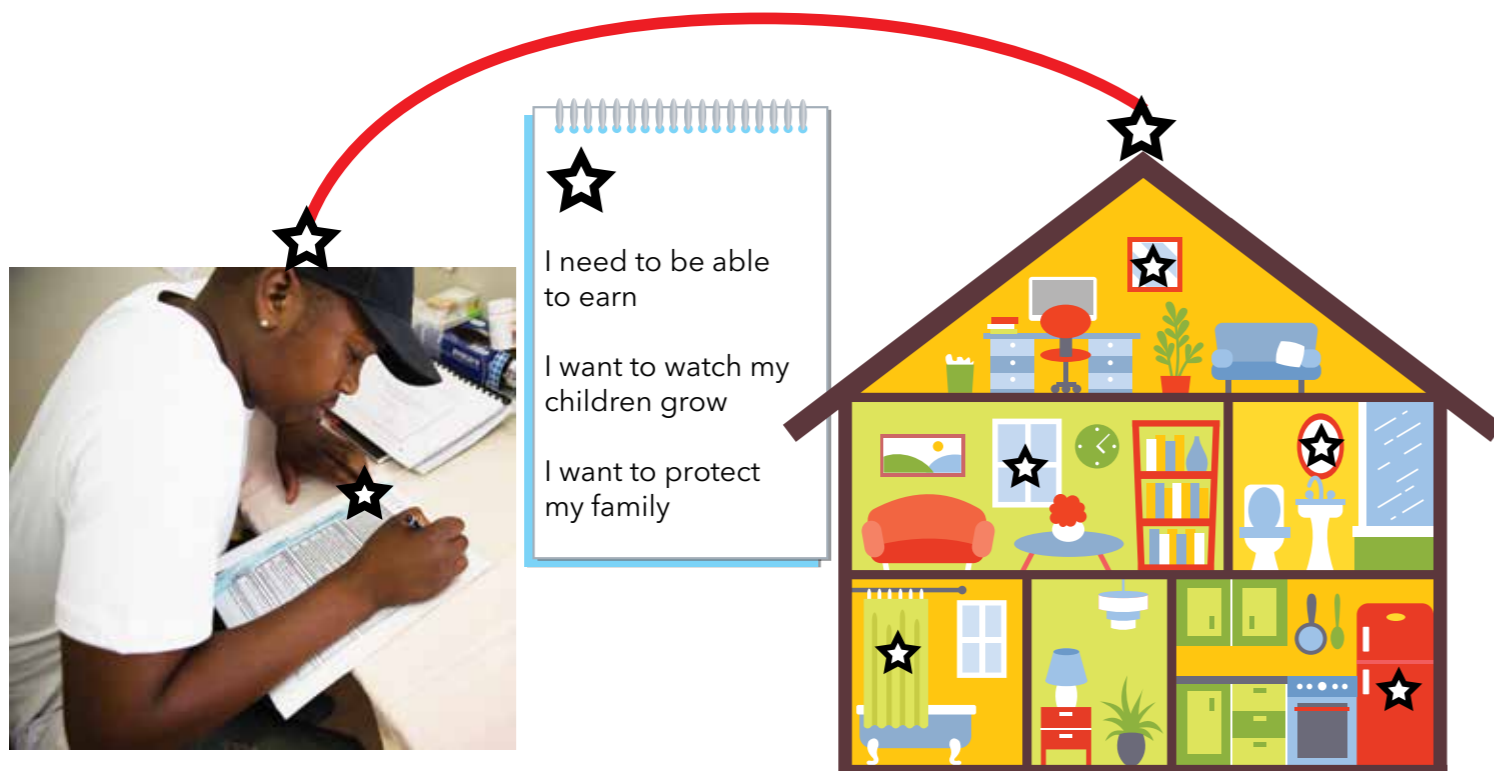 I need to be able
to earn
I want to watch my
children grow
I want to protect
my family